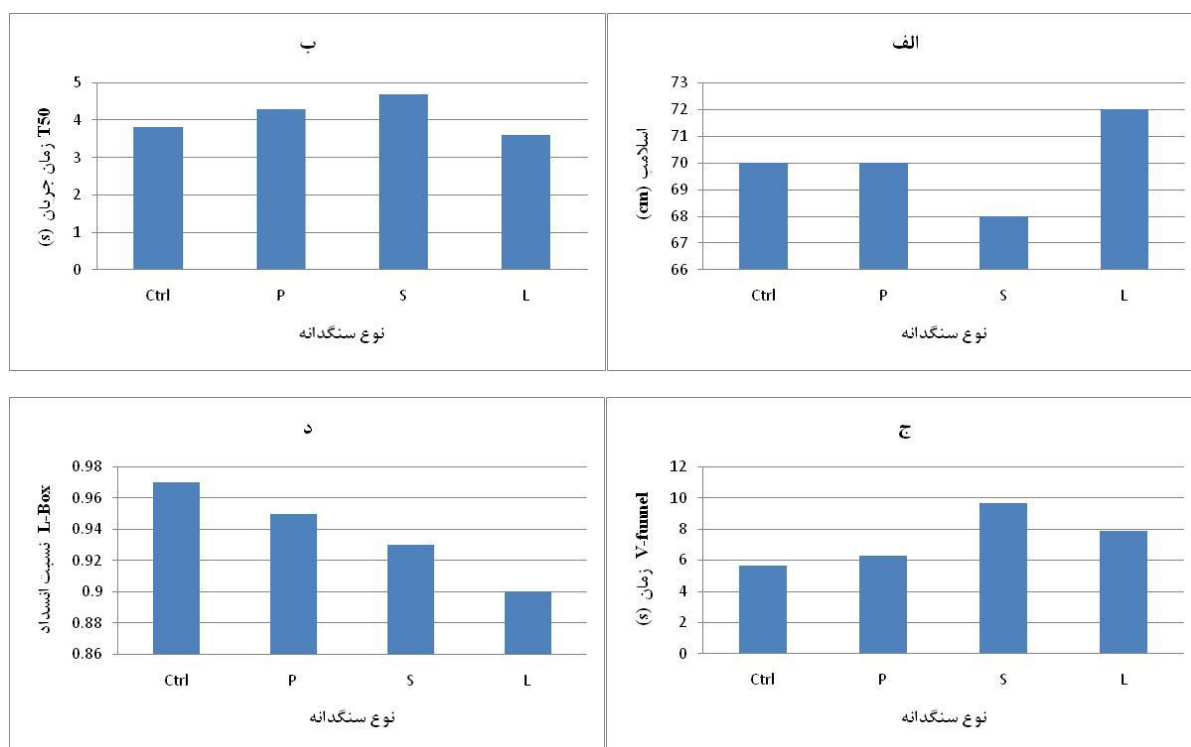 الف
اسلامپ (cm)
73
72
71
70
69
68
67
66
Ctrl P S L
نوع سنگدانه
ب
T50 زمان جریان (s)
5
4
3
2
1
0
Ctrl P S L
نوع سنگدانه
ج
V-funnel زمان (s)
12
10
8
6
4
2
0
Ctrl P S L
نوع سنگدانه
د
L-Box نسبت انسداد
0.98
0.96
0.94
0.92
0.9
0.88
0.86
Ctrl P S L
نوع سنگدانه